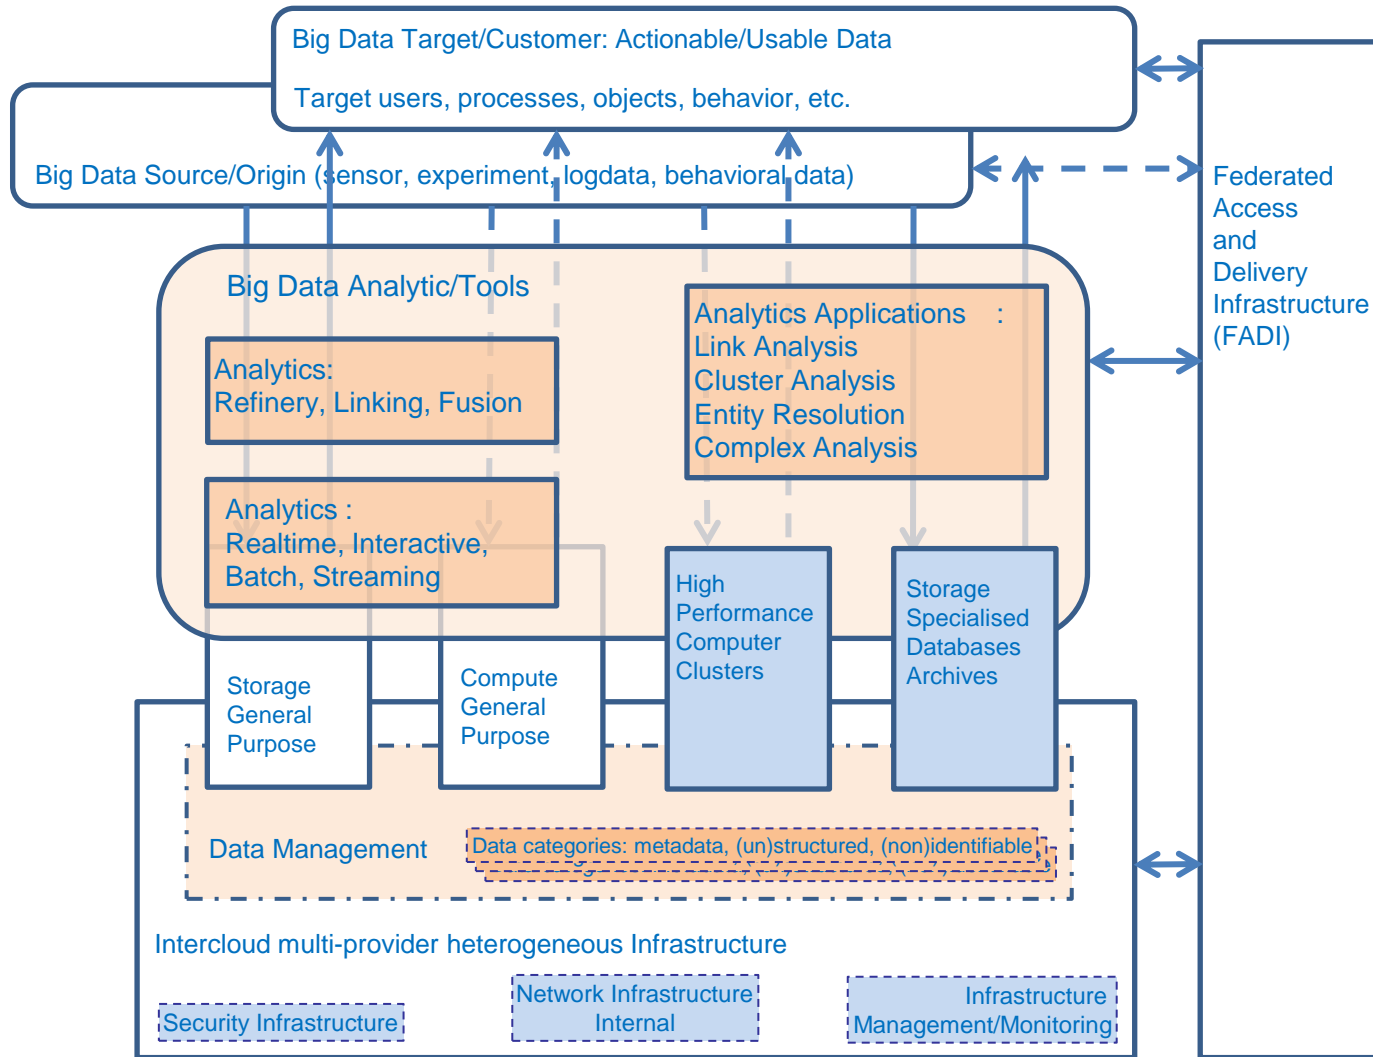 Big Data Target/Customer: Actionable/Usable Data
Target users, processes, objects, behavior, etc.
Big Data Source/Origin (sensor, experiment, logdata, behavioral data)
Federated
Access
and
Delivery
Infrastructure
(FADI)
Big Data Analytic/Tools
Analytics Applications :
Link Analysis
Cluster Analysis
Entity Resolution
Complex Analysis
Analytics:
Refinery, Linking, Fusion
Analytics :
Realtime, Interactive,
Batch, Streaming
Storage
General
Purpose
Compute
General
Purpose
High
Performance
Computer
Clusters
Storage
Specialised
Databases
Archives
Data Management
Data categories: metadata, (un)structured, (non)identifiable
Intercloud multi-provider heterogeneous Infrastructure
Security Infrastructure
Network Infrastructure
Internal
Infrastructure
Management/Monitoring